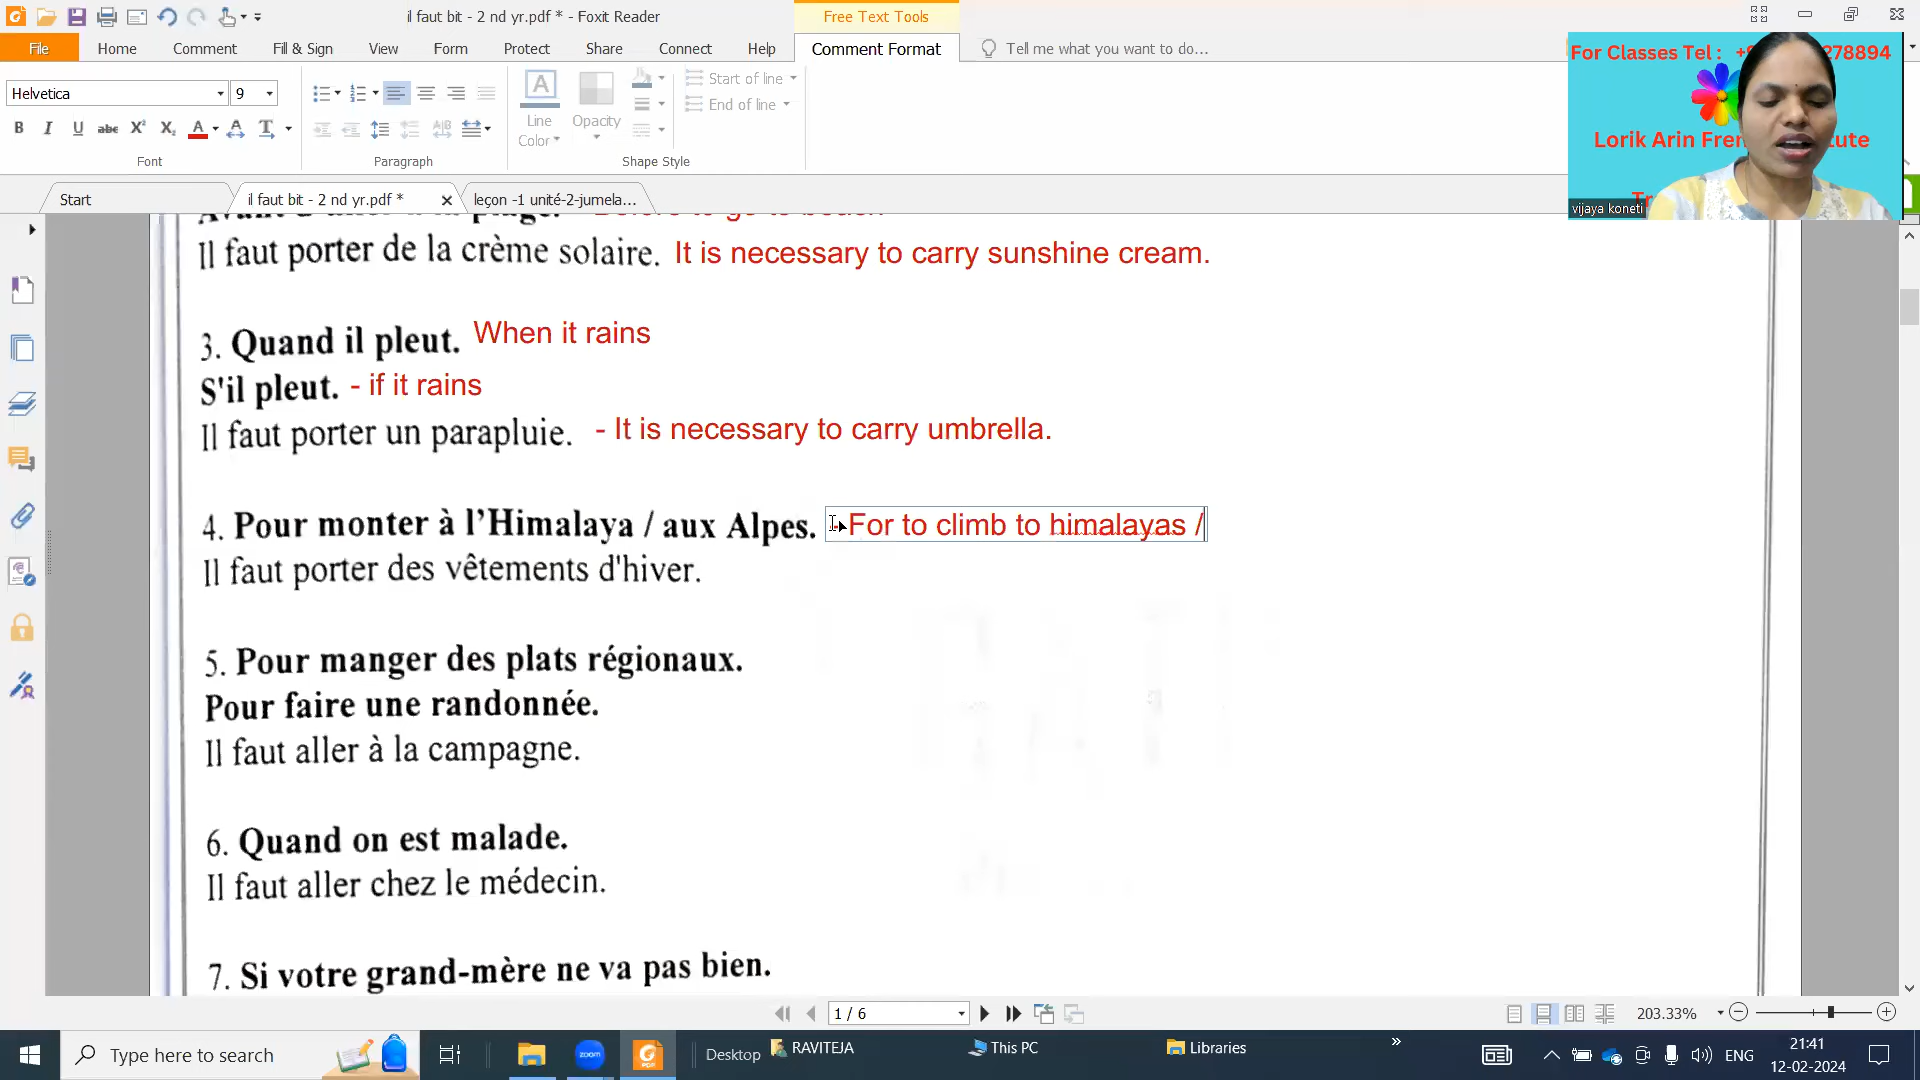 il faut bit - 2 nd yr.pdf * - Foxit Reader
Free Text Tools
File Home Comment Fill & Sign View Form Protect Share Connect Help Comment Format Tell me what you want to do...
Helvetica 9
Line Color
Opacity
Start of line
End of line
Font Paragraph Shape Style
Start il faut bit - 2 nd yr.pdf * leçon -1 unité-2-jumela...
For Classes Tel : 278894
Lorik Arin
vijaya koneti
Il faut porter de la crème solaire. It is necessary to carry sunshine cream.
3. Quand il pleut. When it rains
S'il pleut. - if it rains
Il faut porter un parapluie. - It is necessary to carry umbrella.
4. Pour monter à l'Himalaya / aux Alpes. - For to climb to himalayas /
Il faut porter des vêtements d'hiver.
5. Pour manger des plats régionaux.
Pour faire une randonnée.
Il faut aller à la campagne.
6. Quand on est malade.
Il faut aller chez le médecin.
7. Si votre grand-mère ne va pas bien.
1 / 6
203.33%
Type here to search
Desktop RAVITEJA This PC Libraries
ENG
21:41
12-02-2024